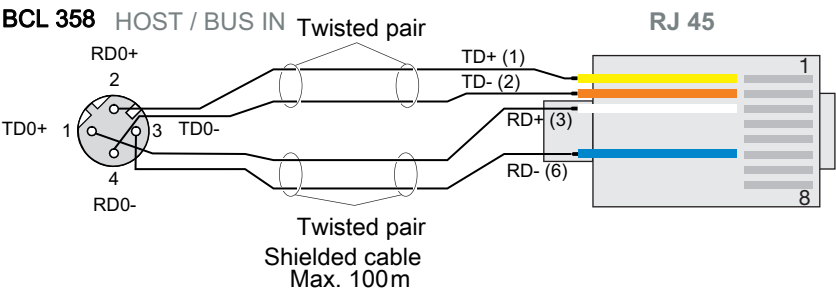 BCL 358 HOST / BUS IN
Twisted pair
RJ 45
RD0+
2
TD+ (1)
TD- (2)
1
TD0+ 1
3 TD0-
RD+ (3)
4
RD- (6)
RD0-
8
Twisted pair
Shielded cable
Max. 100m